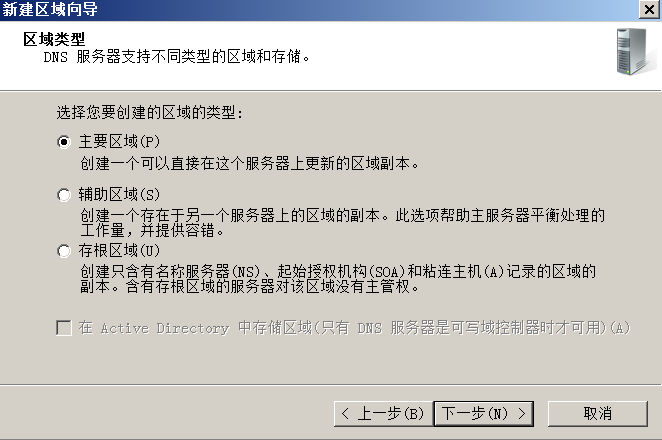 新建区域向导
区域类型
DNS 服务器支持不同类型的区域和存储。
选择您要创建的区域的类型:
主要区域(P)
创建一个可以直接在这个服务器上更新的区域副本。
辅助区域(S)
创建一个存在于另一个服务器上的区域的副本。此选项帮助主服务器平衡处理的
工作量，并提供容错。
存根区域(U)
创建只含有名称服务器(NS)、起始授权机构(SOA)和粘连主机(A)记录的区域的
副本。含有存根区域的服务器对该区域没有主管权。
在 Active Directory 中存储区域(只有 DNS 服务器是可写域控制器时才可用)(A)
< 上一步(B) 下一步(N) > 取消